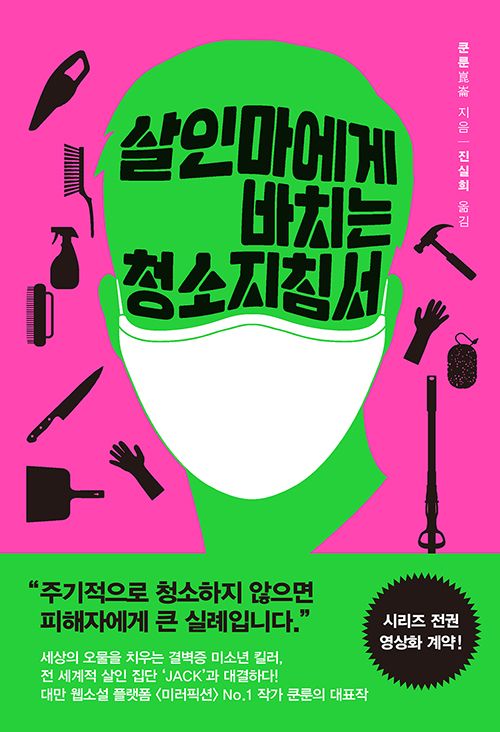 쿤룬崑崙 지음 | 진실희 옮김
살인마에게
바치는
청소지침서
“주기적으로 청소하지 않으면
피해자에게 큰 실례입니다.”
시리즈 전권
영상화 계약!
세상의 오물을 치우는 결벽증 미소년 킬러,
전 세계적 살인 집단 ‘JACK’과 대결하다!
대만 웹소설 플랫폼 〈미러픽션〉 No.1 작가 쿤룬의 대표작